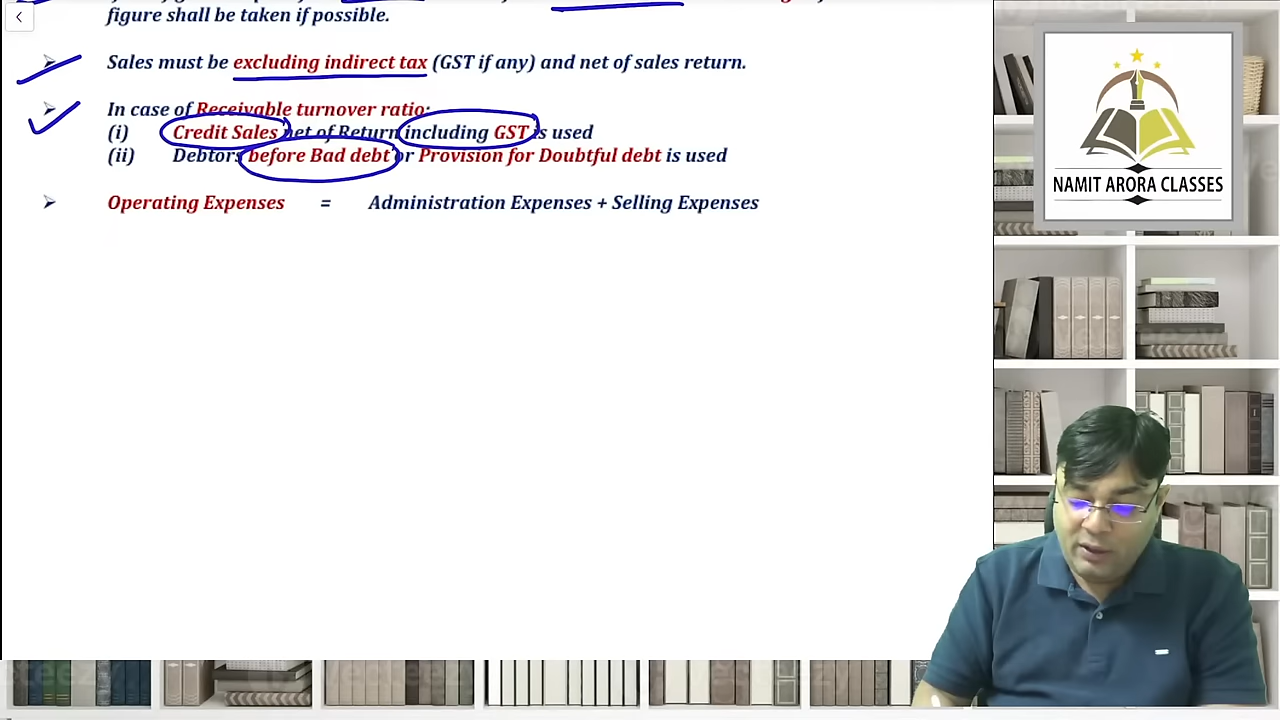 figure shall be taken if possible.
➢ Sales must be excluding indirect tax (GST if any) and net of sales return.
➢ In case of Receivable turnover ratio:
(i) Credit Sales net of Return including GST is used
(ii) Debtors before Bad debt or Provision for Doubtful debt is used
➢ Operating Expenses = Administration Expenses + Selling Expenses
NAMIT ARORA CLASSES